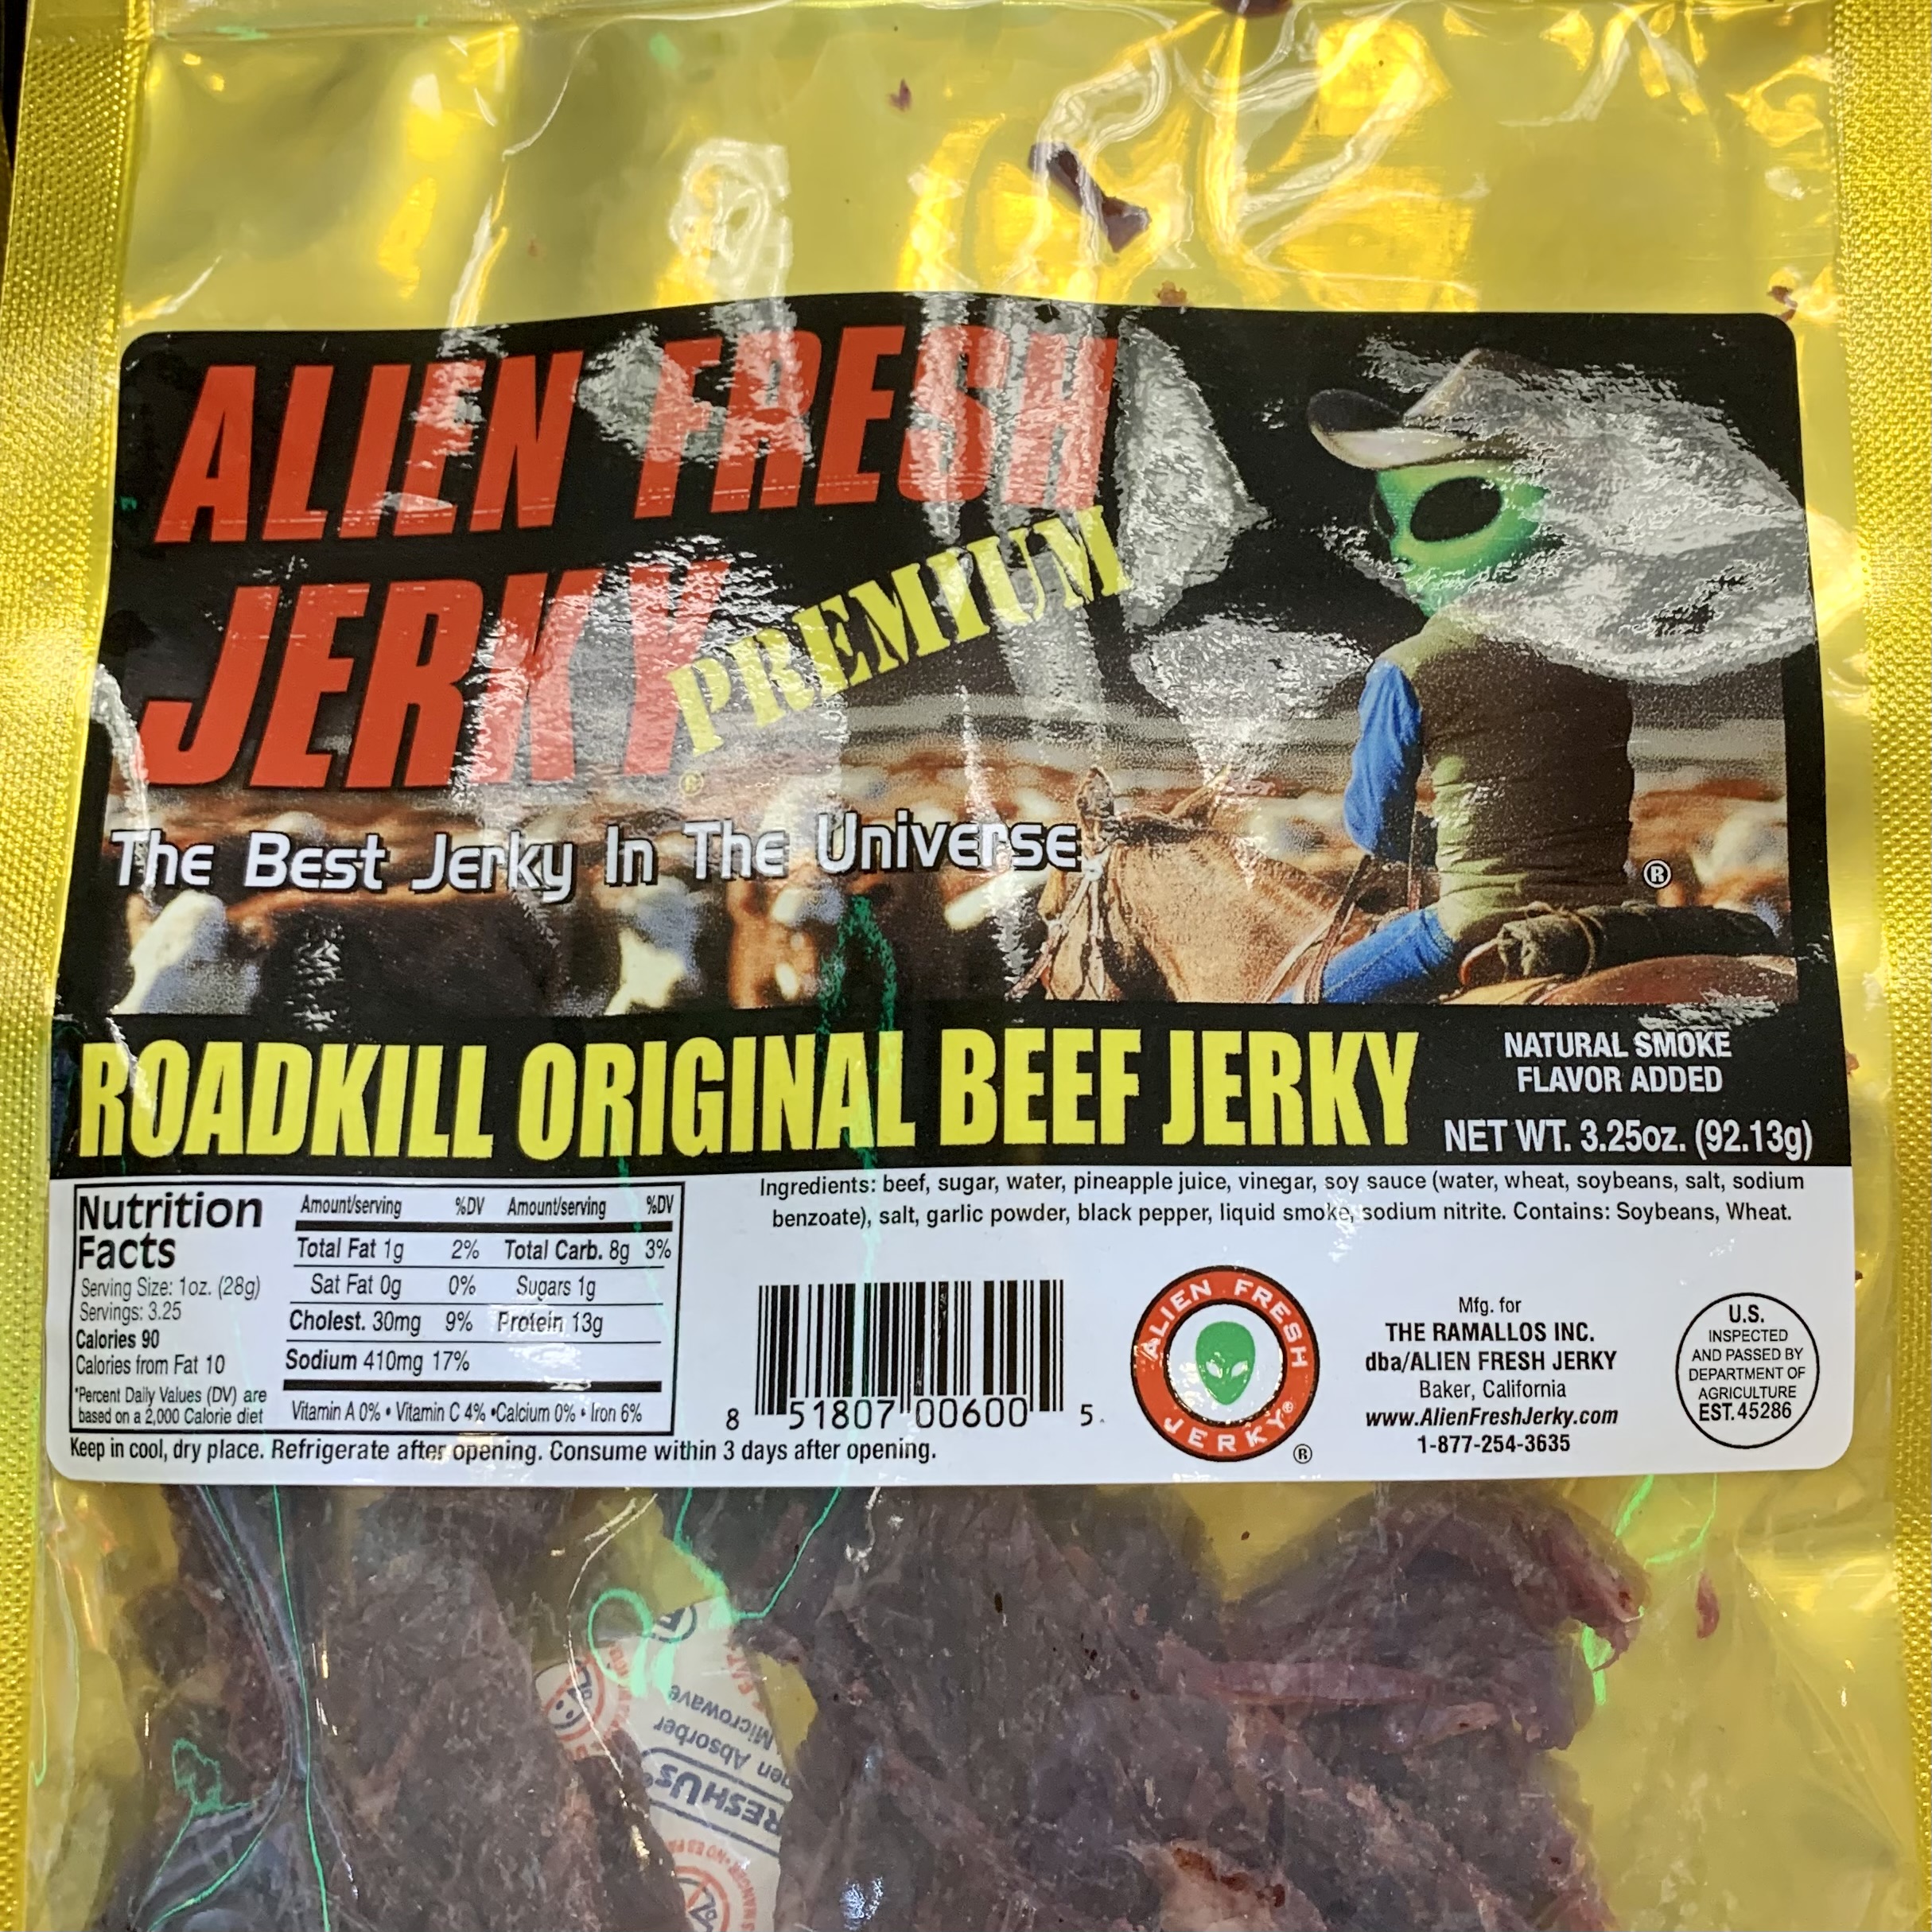 ALIEN FRESH
JERKY®
PREMIUM
The Best Jerky In The Universe
®
ROADKILL ORIGINAL BEEF JERKY
NATURAL SMOKE
FLAVOR ADDED
NET WT. 3.25oz. (92.13g)
Nutrition
Facts
Serving Size: 1oz. (28g)
Servings: 3.25
Calories 90
Calories from Fat 10
*Percent Daily Values (DV) are
based on a 2,000 Calorie diet
Amount/serving %DV Amount/serving %DV
Total Fat 1g 2% Total Carb. 8g 3%
Sat Fat 0g 0% Sugars 1g
Cholest. 30mg 9% Protein 13g
Sodium 410mg 17%
Vitamin A 0% • Vitamin C 4% •Calcium 0% • Iron 6%
Keep in cool, dry place. Refrigerate after opening. Consume within 3 days after opening.
Ingredients: beef, sugar, water, pineapple juice, vinegar, soy sauce (water, wheat, soybeans, salt, sodium
benzoate), salt, garlic powder, black pepper, liquid smoke, sodium nitrite. Contains: Soybeans, Wheat.
8 51807 00600 5
ALIEN FRESH
JERKY®
®
Mfg. for
THE RAMALLOS INC.
dba/ALIEN FRESH JERKY
Baker, California
www.AlienFreshJerky.com
1-877-254-3635
U.S.
INSPECTED
AND PASSED BY
DEPARTMENT OF
AGRICULTURE
EST. 45286
Absorber
Microwave